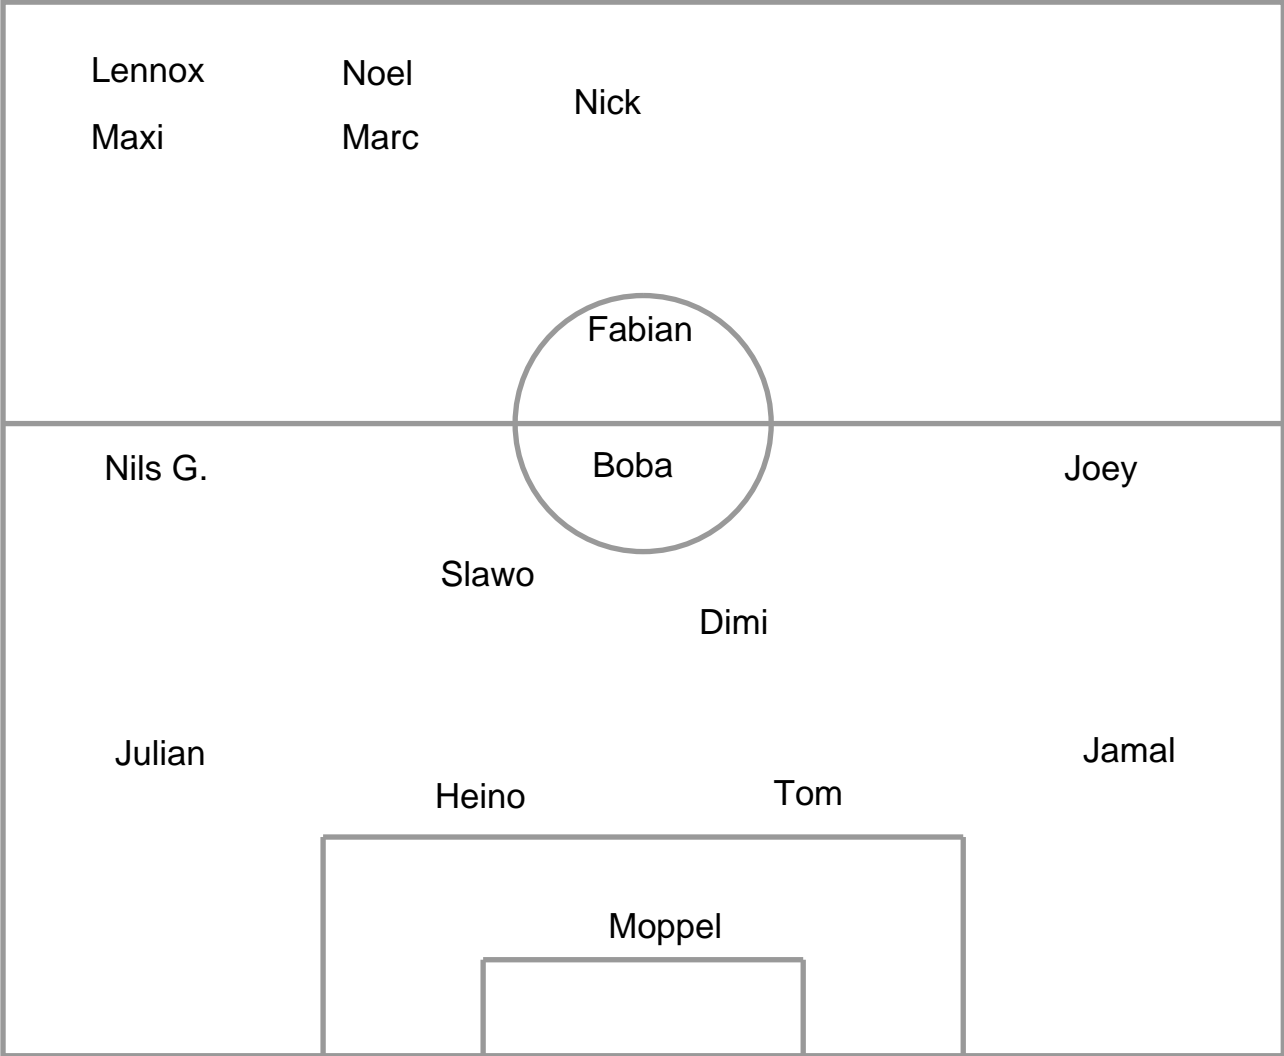 Lennox
Noel
Nick
Maxi
Marc
Fabian
Nils G.
Boba
Joey
Slawo
Dimi
Julian
Jamal
Heino
Tom
Moppel